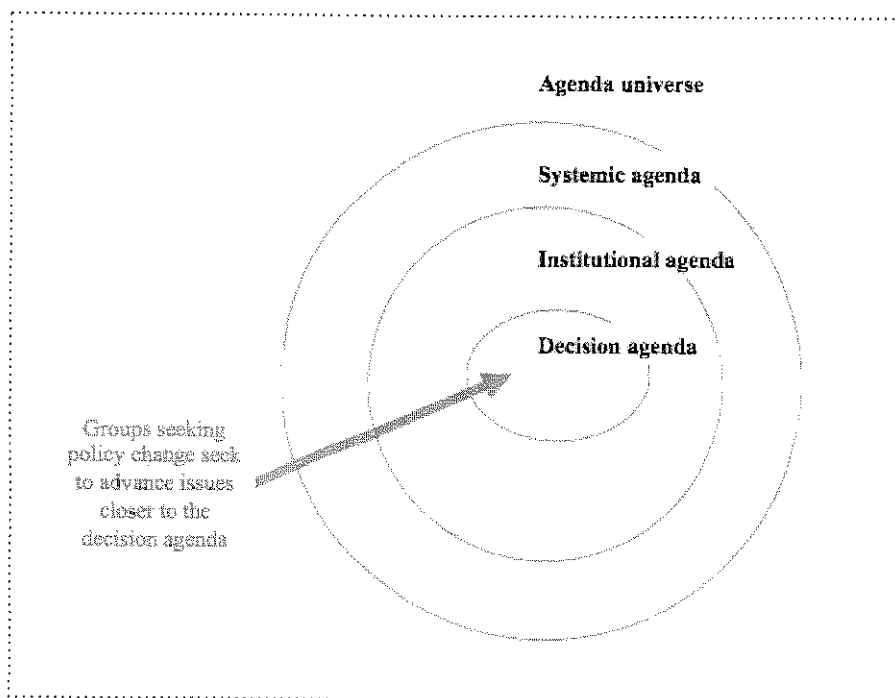 Agenda universe
Systemic agenda
Institutional agenda
Decision agenda
Groups seeking
policy change seek
to advance issues
closer to the
decision agenda